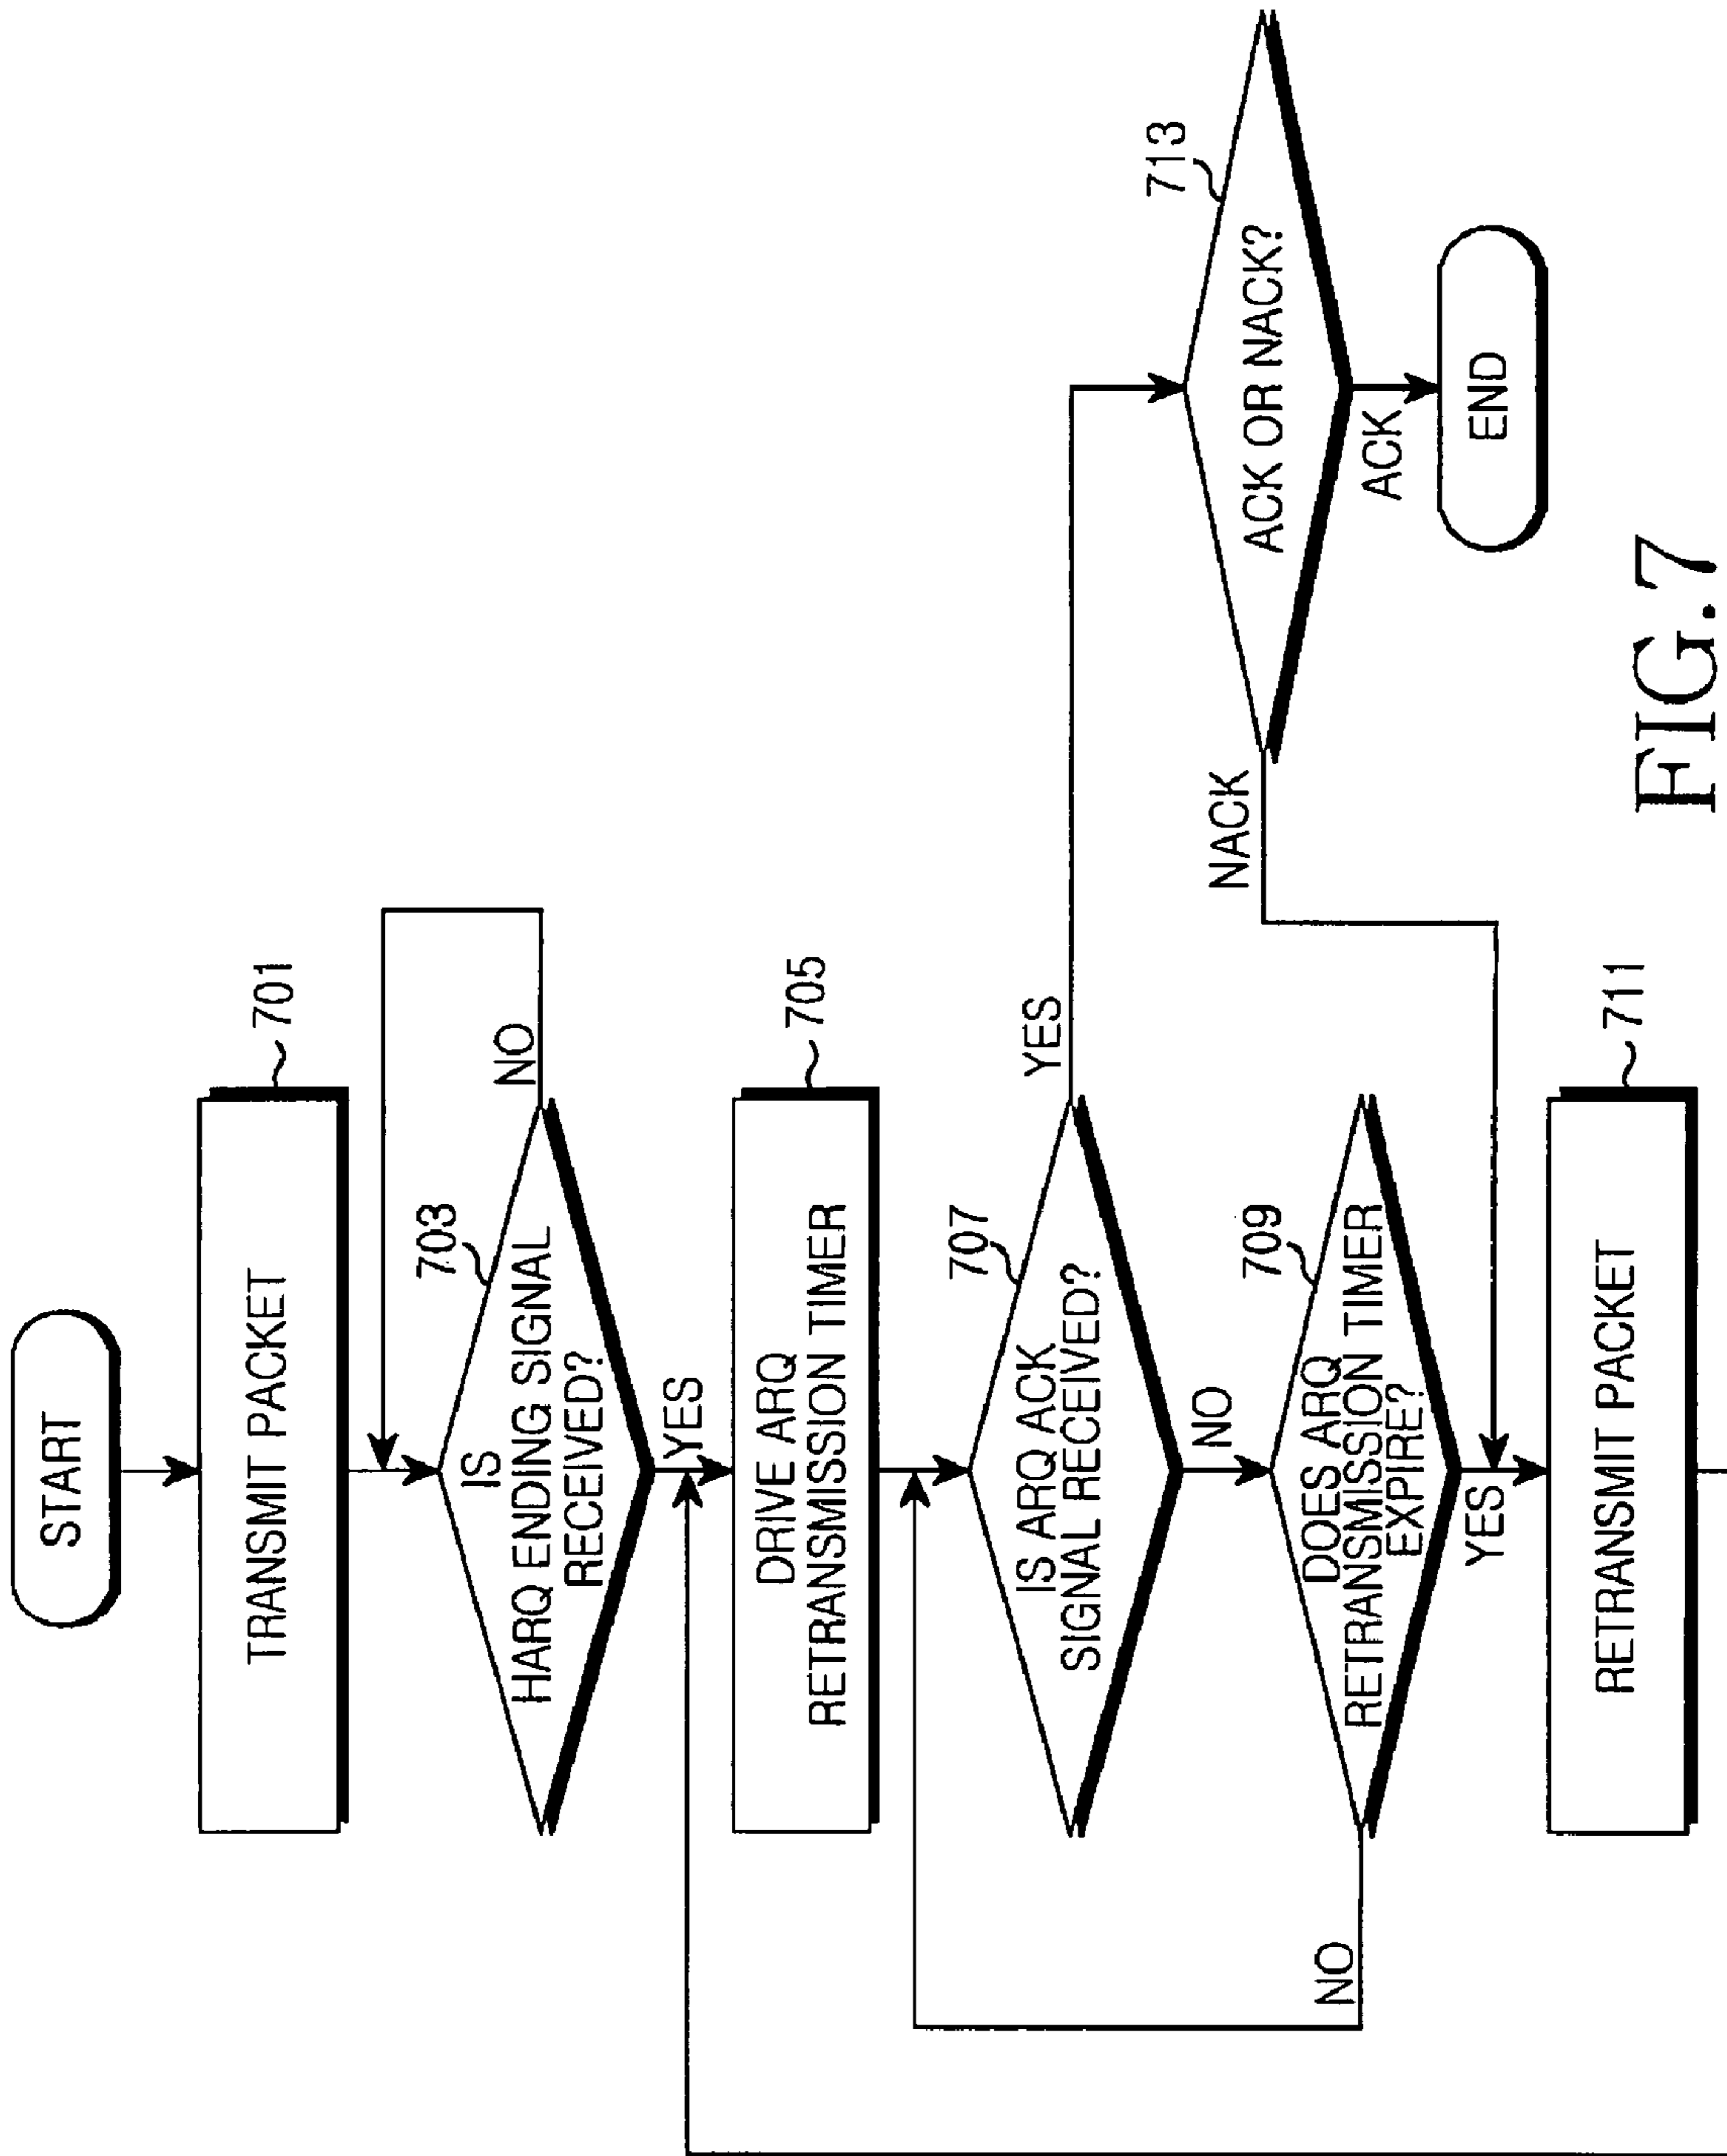 START
TRANSMIT PACKET
701
703
IS
HARQ ENDING SIGNAL
RECEIVED?
NO
YES
DRIVE ARQ
RETRANSMISSION TIMER
705
707
IS ARQ ACK
SIGNAL RECEIVED?
YES
NO
709
DOES ARQ
RETRANSMISSION TIMER
EXPIRE?
NO
YES
RETRANSMIT PACKET
711
713
ACK OR NACK?
NACK
ACK
END
FIG.7